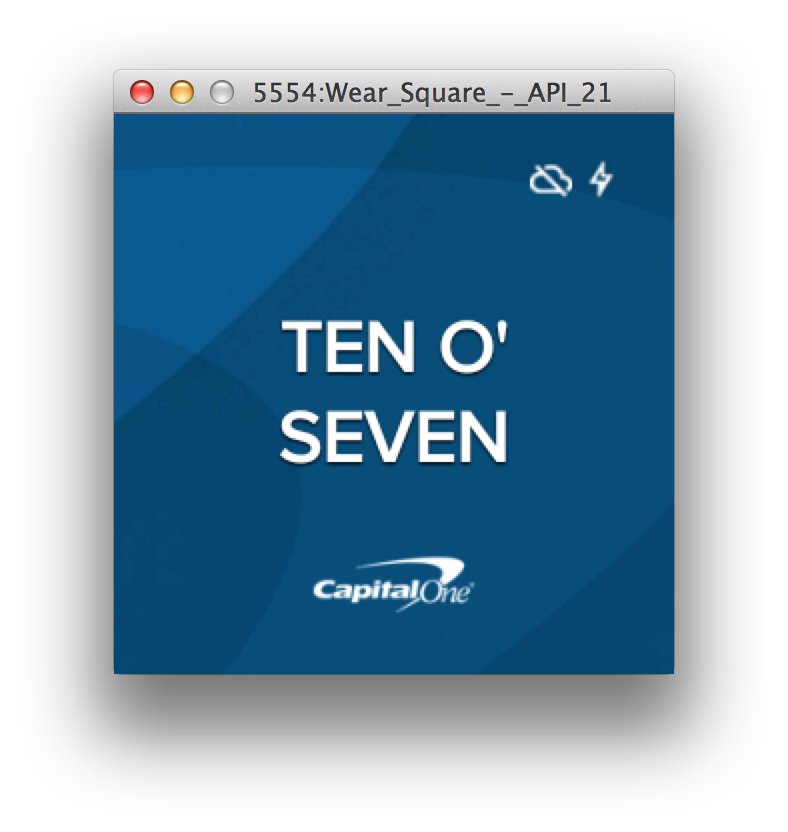 5554:Wear_Square_-_API_21
TEN O'
SEVEN
CapitalOne®